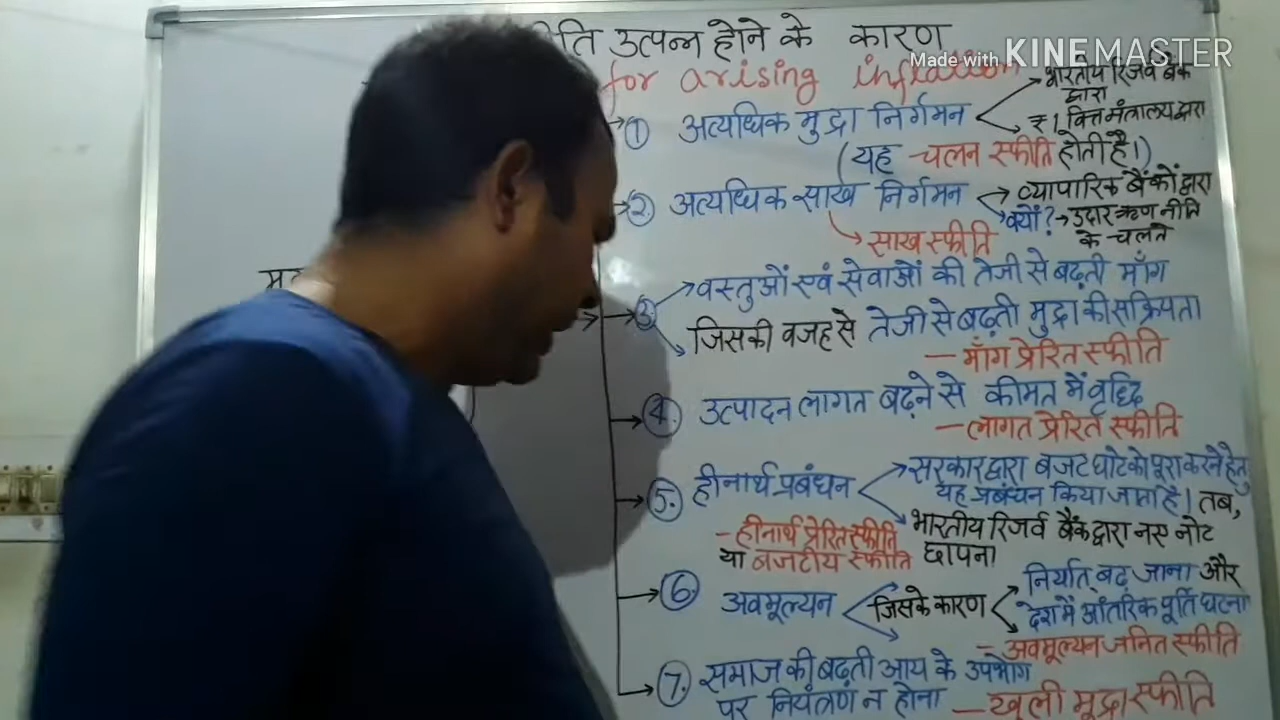 उत्पन्न होने के कारण
Made with KINEMASTER
for arising inflation
① अत्यधिक मुद्रा निर्गमन
भारतीय रिजर्व बैंक
द्वारा
₹1 वित्त मंत्रालय द्वारा
(यह चलन स्फीति होती है।)
② अत्यधिक साख निर्गमन
व्यापारिक बैंकों द्वारा
क्यों? → उदार ऋण नीति
के चलते
साख स्फीति
③ वस्तुओं एवं सेवाओं की तेजी से बढ़ती माँग
जिसकी वजह से तेजी से बढ़ती मुद्रा की सक्रियता
– माँग प्रेरित स्फीति
④ उत्पादन लागत बढ़ने से कीमत में वृद्धि
– लागत प्रेरित स्फीति
⑤ हीनार्थ प्रबंधन
सरकार द्वारा बजट घाटे को पूरा करने हेतु
यह प्रबंधन किया जाता है। तब,
भारतीय रिजर्व बैंक द्वारा नए नोट
छापना
– हीनार्थ प्रेरित स्फीति
या बजटीय स्फीति
⑥ अवमूल्यन जिसके कारण
निर्यात् बढ़ जाना और
देश में आंतरिक पूर्ति घटना
– अवमूल्यन जनित स्फीति
⑦ समाज की बढ़ती आय के उपभोग
पर नियंत्रण न होना – खुली मुद्रा स्फीति